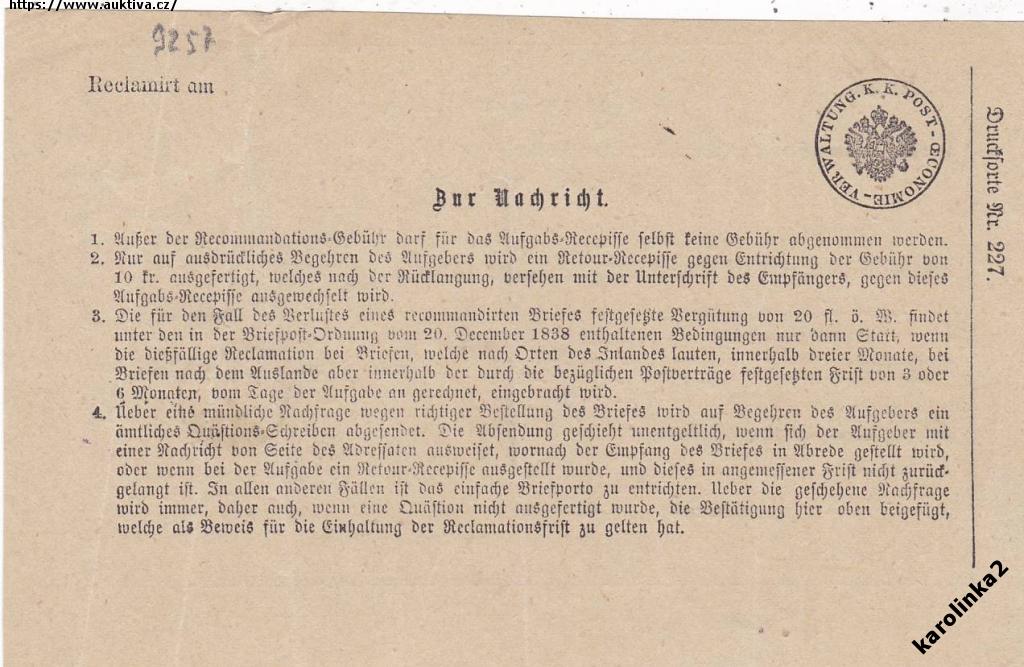 https://www.auktiva.cz/
9257
Reclamirt am
VERWALTUNG. K. K. POST-ŒCONOMIE-
Drucksorte Nr. 227.
Zur Nachricht.
1. Außer der Recommandations-Gebühr darf für das Aufgabs-Recepisse selbst keine Gebühr abgenommen werden.
2. Nur auf ausdrückliches Begehren des Aufgebers wird ein Retour-Recepisse gegen Entrichtung der Gebühr von
10 kr. ausgefertigt, welches nach der Rücklangung, versehen mit der Unterschrift des Empfängers, gegen dieses
Aufgabs-Recepisse ausgewechselt wird.
3. Die für den Fall des Verlustes eines recommandirten Briefes festgesetzte Vergütung von 20 fl. ö. W. findet
unter den in der Briefpost-Ordnung vom 20. December 1838 enthaltenen Bedingungen nur dann Statt, wenn
die dießfällige Reclamation bei Briefen, welche nach Orten des Inlandes lauten, innerhalb dreier Monate, bei
Briefen nach dem Auslande aber innerhalb der durch die bezüglichen Postverträge festgesetzten Frist von 3 oder
6 Monaten, vom Tage der Aufgabe an gerechnet, eingebracht wird.
4. Ueber eine mündliche Nachfrage wegen richtiger Bestellung des Briefes wird auf Begehren des Aufgebers ein
ämtliches Quästions-Schreiben abgesendet. Die Absendung geschieht unentgeltlich, wenn sich der Aufgeber mit
einer Nachricht von Seite des Adressaten ausweiset, wornach der Empfang des Briefes in Abrede gestellt wird,
oder wenn bei der Aufgabe ein Retour-Recepisse ausgestellt wurde, und dieses in angemessener Frist nicht zurück-
gelangt ist. In allen anderen Fällen ist das einfache Briefporto zu entrichten. Ueber die geschehene Nachfrage
wird immer, daher auch, wenn eine Quästion nicht ausgefertigt wurde, die Bestätigung hier oben beigefügt,
welche als Beweis für die Einhaltung der Reclamationsfrist zu gelten hat.
karolinka2